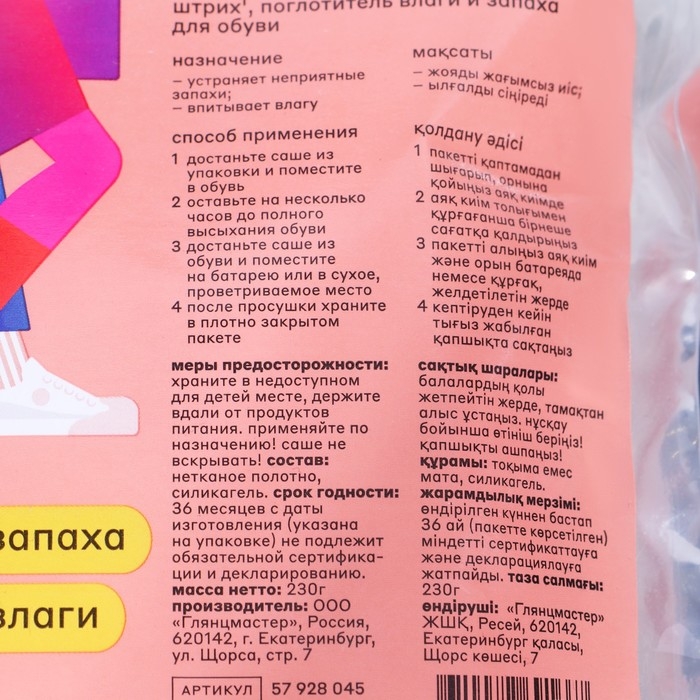 штрих¹, поглотитель влаги и запаха
для обуви
назначение
– устраняет неприятные
запахи;
– впитывает влагу
способ применения
1 достаньте саше из
упаковки и поместите
в обувь
2 оставьте на несколько
часов до полного
высыхания обуви
3 достаньте саше из
обуви и поместите
на батарею или в сухое,
проветриваемое место
4 после просушки храните
в плотно закрытом
пакете
меры предосторожности:
храните в недоступном
для детей месте, держите
вдали от продуктов
питания. применяйте по
назначению! саше не
вскрывать! состав:
нетканое полотно,
силикагель. срок годности:
36 месяцев с даты
изготовления (указана
на упаковке) не подлежит
обязательной сертифика-
ции и декларированию.
масса нетто: 230г
производитель: ООО
«Глянцмастер», Россия,
620142, г. Екатеринбург,
ул. Щорса, стр. 7
АРТИКУЛ 57 928 045
мақсаты
– жояды жағымсыз иіс;
– ылғалды сіңіреді
қолдану әдісі
1 пакетті қаптамадан
шығарып, орнына
қойыңыз аяқ киімде
2 аяқ киім толығымен
құрғағанша бірнеше
сағатқа қалдырыңыз
3 пакетті алыңыз аяқ киім
және орын батареяда
немесе құрғақ,
желдетілетін жерде
4 кептіруден кейін
тығыз жабылған
қапшықта сақтаңыз
сақтық шаралары:
балалардың қолы
жетпейтін жерде, тамақтан
алыс ұстаңыз. нұсқау
бойынша өтініш беріңіз!
қапшықты ашпаңыз!
құрамы: тоқыма емес
мата, силикагель.
жарамдылық мерзімі:
өндірілген күннен бастап
36 ай (пакетте көрсетілген)
міндетті сертификаттауға
және декларациялауға
жатпайды. таза салмағы:
230г
өндіруші: «Глянцмастер»
ЖШҚ, Ресей, 620142,
Екатеринбург қаласы,
Щорс көшесі, 7
запаха
влаги